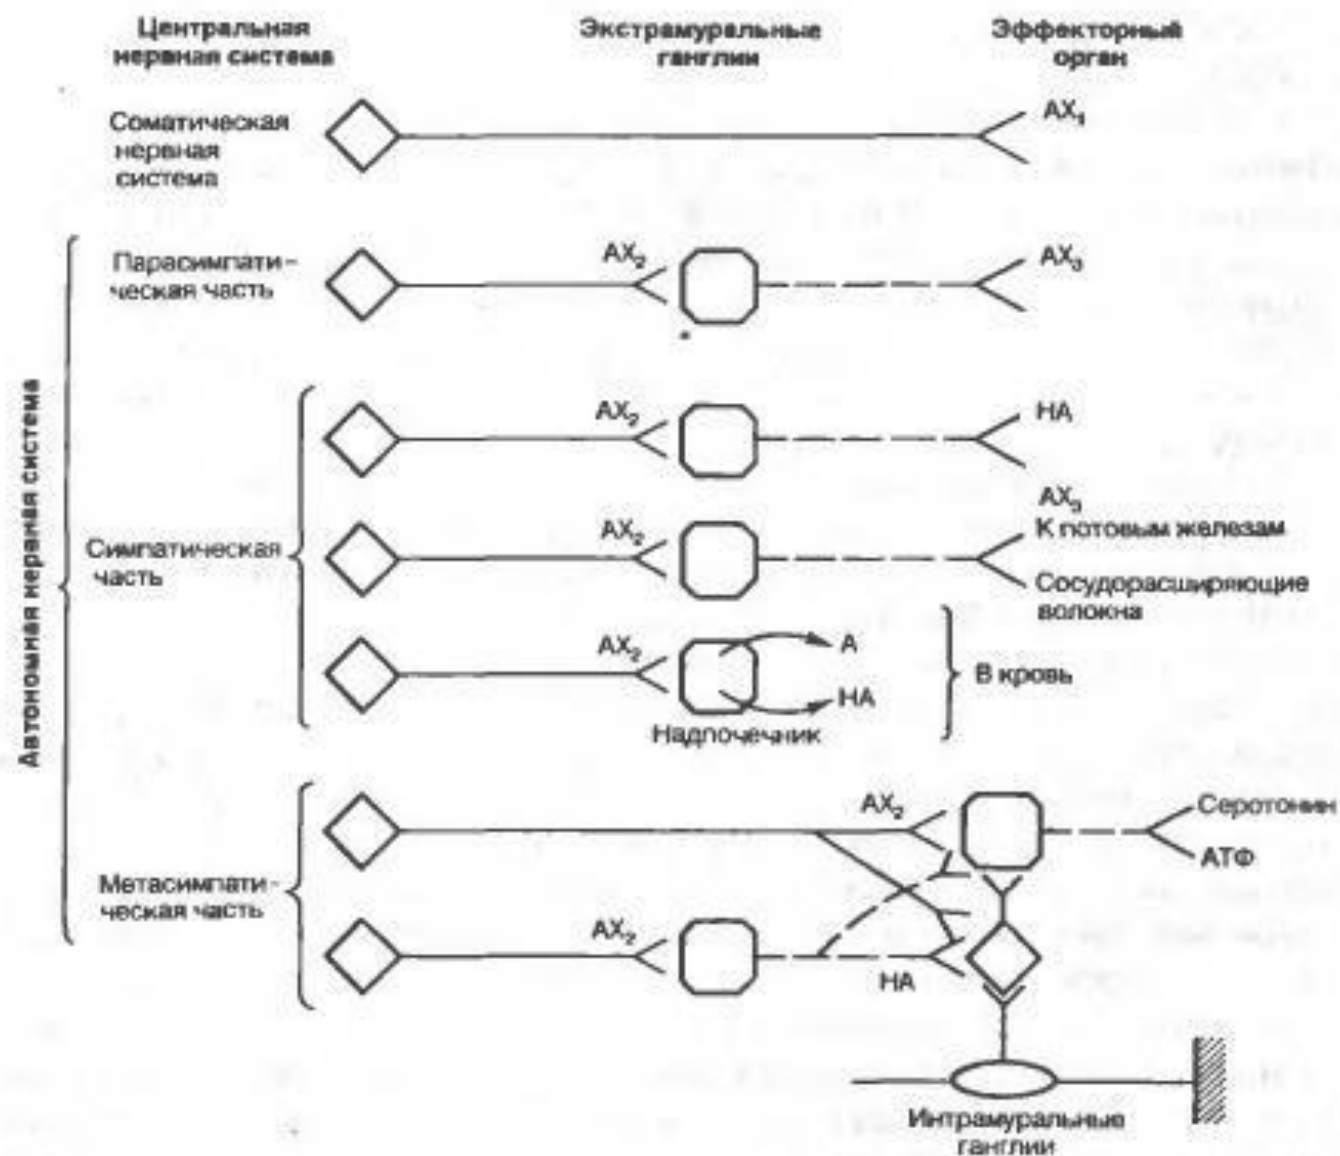 Центральная
нервная система
Экстрамуральные
ганглии
Эффекторный
орган
Соматическая
нервная
система
АХ₁
Автономная нервная система
Парасимпати-
ческая часть
АХ₂
АХ₃
Симпатическая
часть
АХ₂
НА
АХ₂
АХ₃
К потовым железам
Сосудорасширяющие
волокна
АХ₂
А
НА
Надпочечник
В кровь
Метасимпати-
ческая часть
АХ₂
Серотонин
АТФ
АХ₂
НА
Интрамуральные
ганглии